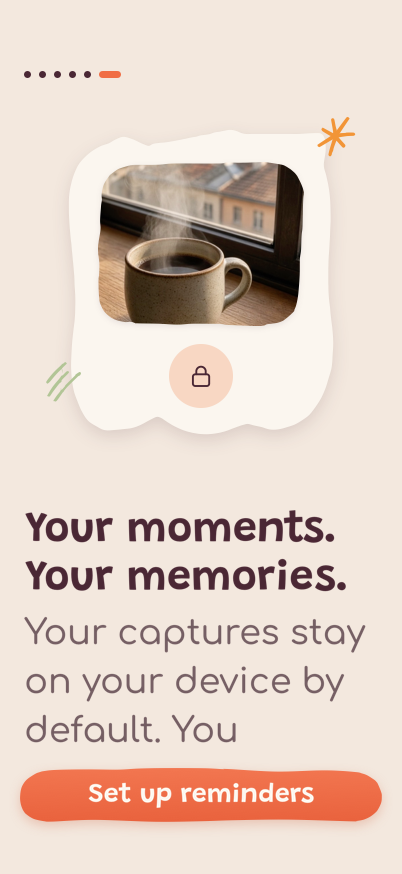 Your moments.
Your memories.
Your captures stay
on your device by
default. You
Set up reminders